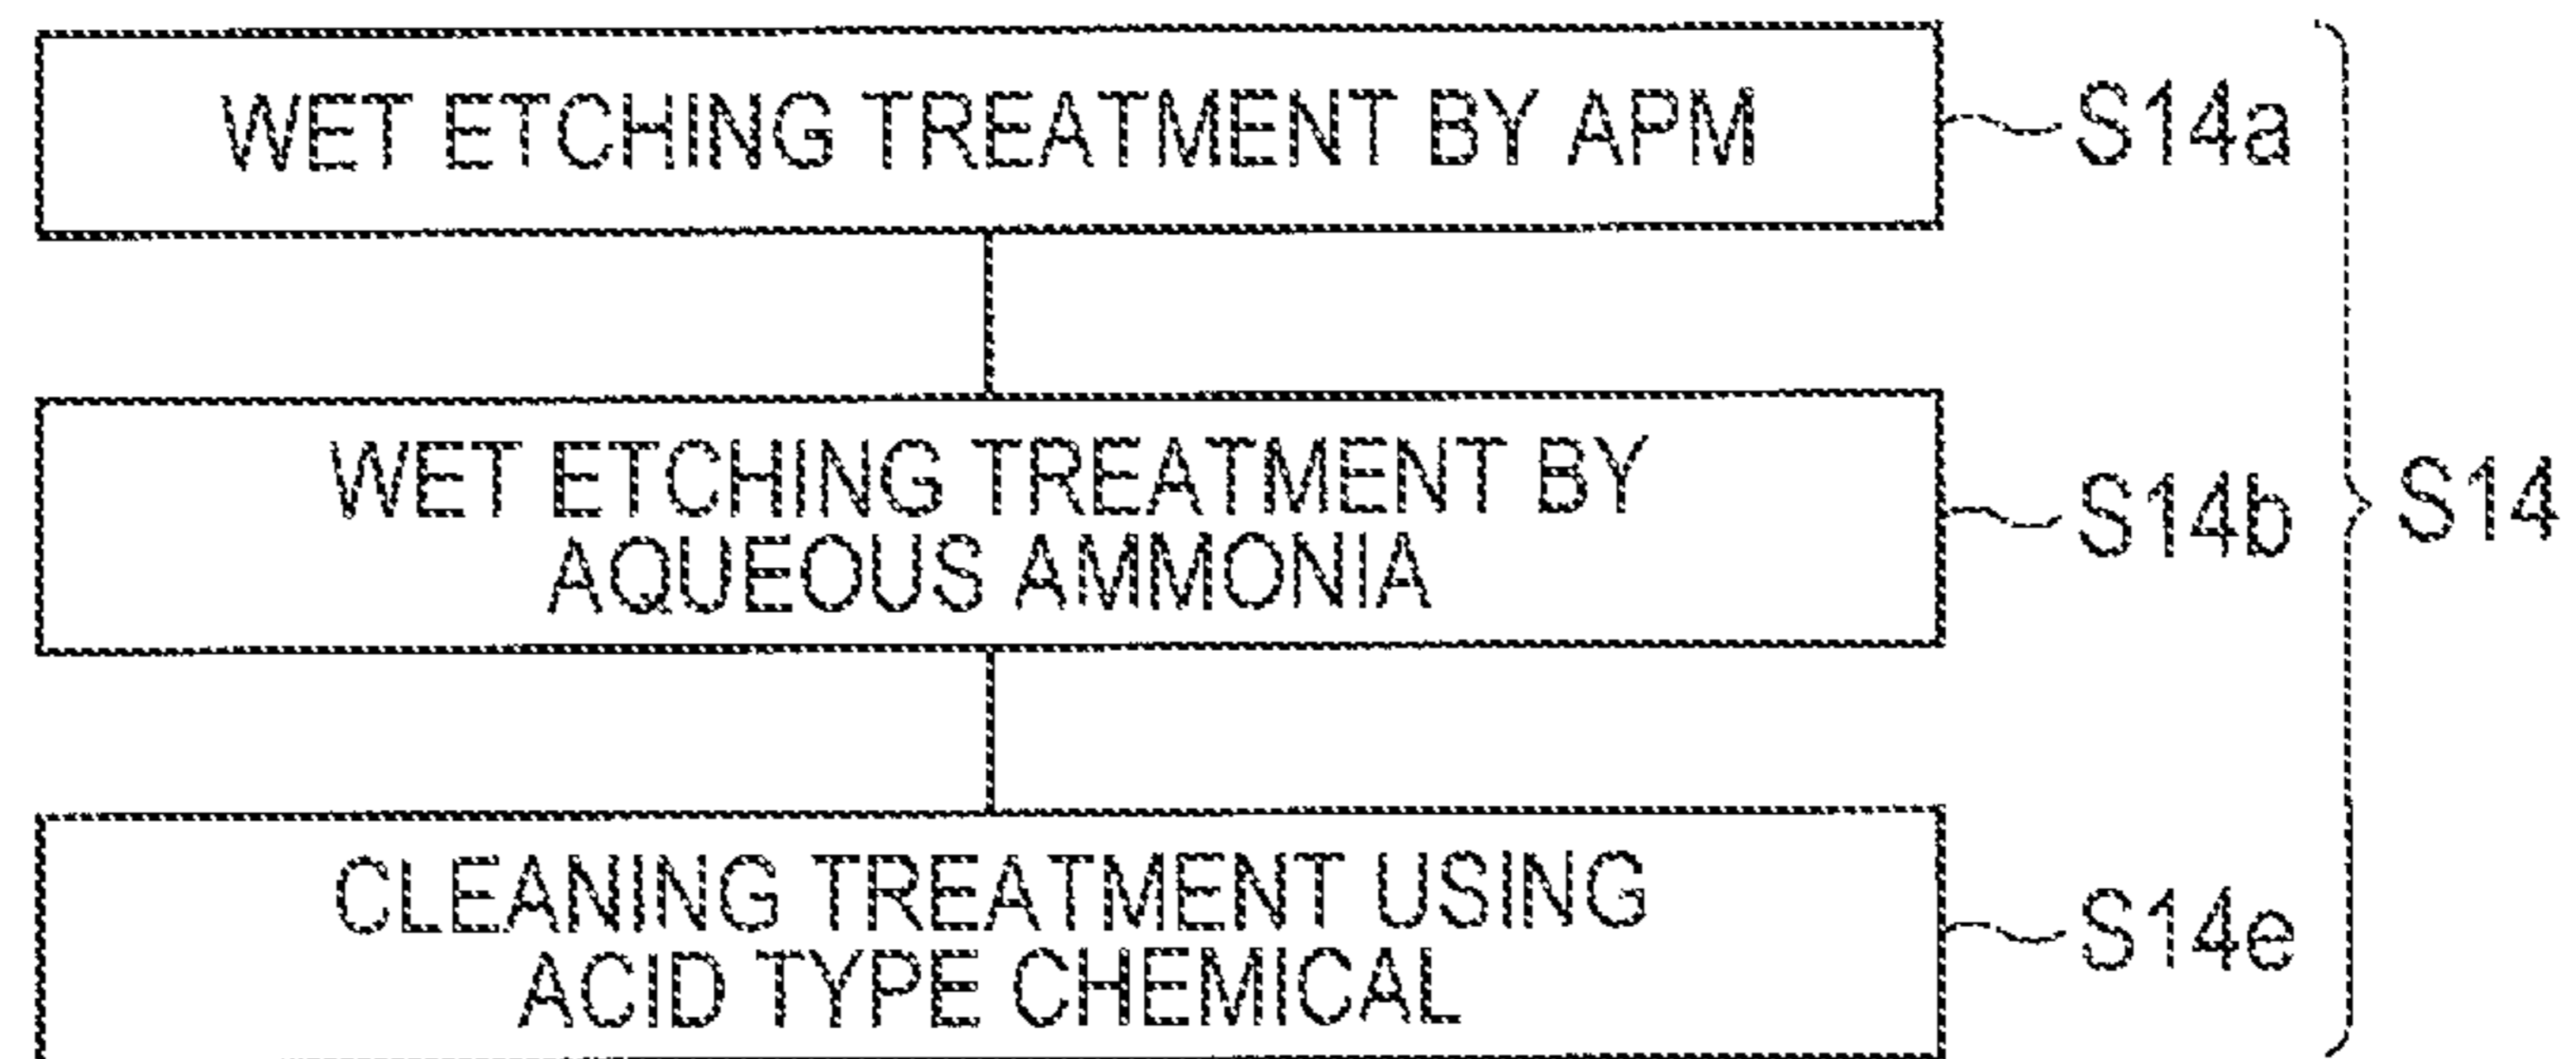 WET ETCHING TREATMENT BY APM
S14a
WET ETCHING TREATMENT BY
AQUEOUS AMMONIA
S14b
S14
CLEANING TREATMENT USING
ACID TYPE CHEMICAL
S14e